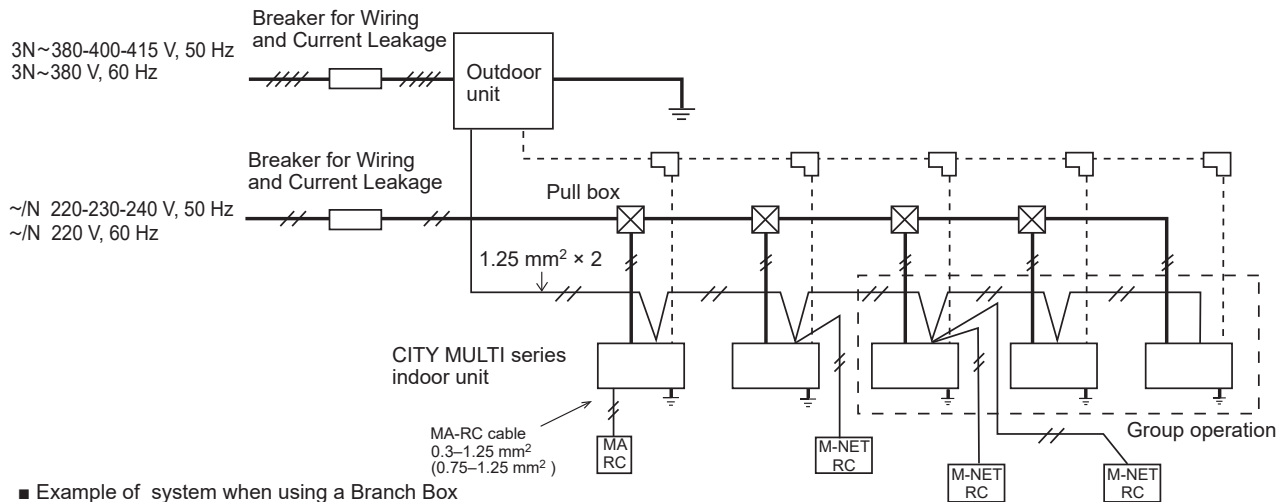 Breaker for Wiring
and Current Leakage
3N~380-400-415 V, 50 Hz
3N~380 V, 60 Hz
Outdoor
unit
Breaker for Wiring
and Current Leakage
Pull box
~/N 220-230-240 V, 50 Hz
~/N 220 V, 60 Hz
1.25 mm² × 2
CITY MULTI series
indoor unit
MA-RC cable
0.3–1.25 mm²
(0.75–1.25 mm² )
MA
RC
M-NET
RC
M-NET
RC
M-NET
RC
Group operation
■ Example of system when using a Branch Box